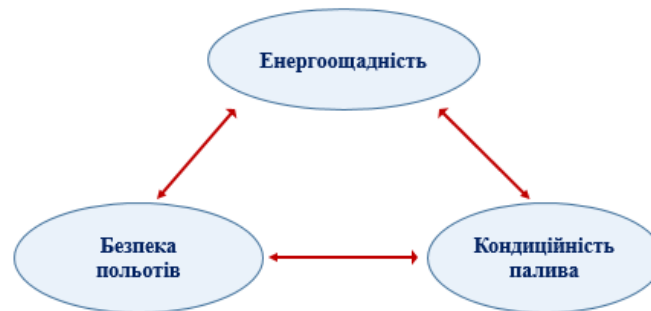 Енергоощадність
Безпека
польотів
Кондиційність
палива